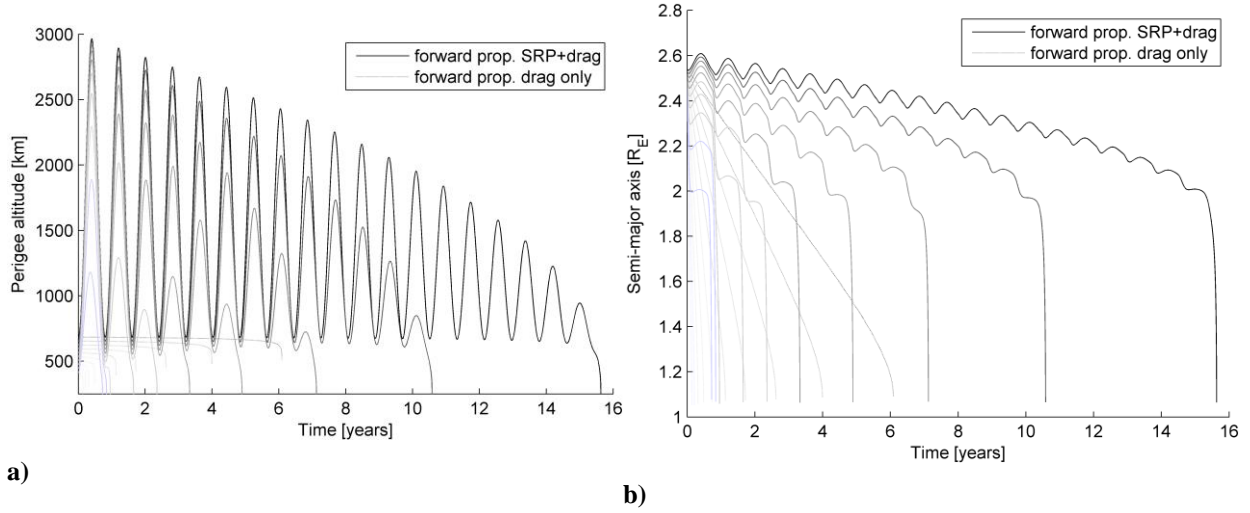 3000
2500
2000
1500
1000
500
0 2 4 6 8 10 12 14 16
Perigee altitude [km]
Time [years]
forward prop. SRP+drag
forward prop. drag only
a)
2.8
2.6
2.4
2.2
2
1.8
1.6
1.4
1.2
1
0 2 4 6 8 10 12 14 16
Semi-major axis [R_E]
Time [years]
forward prop. SRP+drag
forward prop. drag only
b)